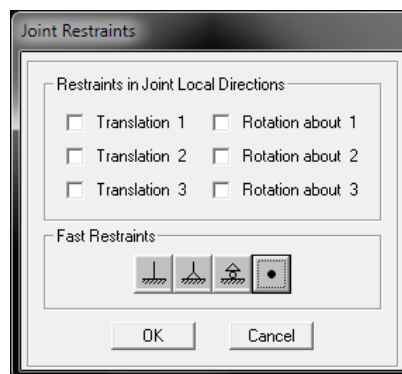 Joint Restraints
Restraints in Joint Local Directions
Translation 1 Rotation about 1
Translation 2 Rotation about 2
Translation 3 Rotation about 3
Fast Restraints
OK Cancel